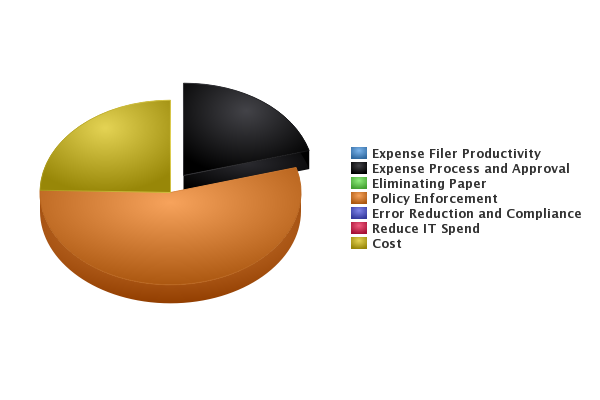 Expense Filer Productivity
Expense Process and Approval
Eliminating Paper
Policy Enforcement
Error Reduction and Compliance
Reduce IT Spend
Cost